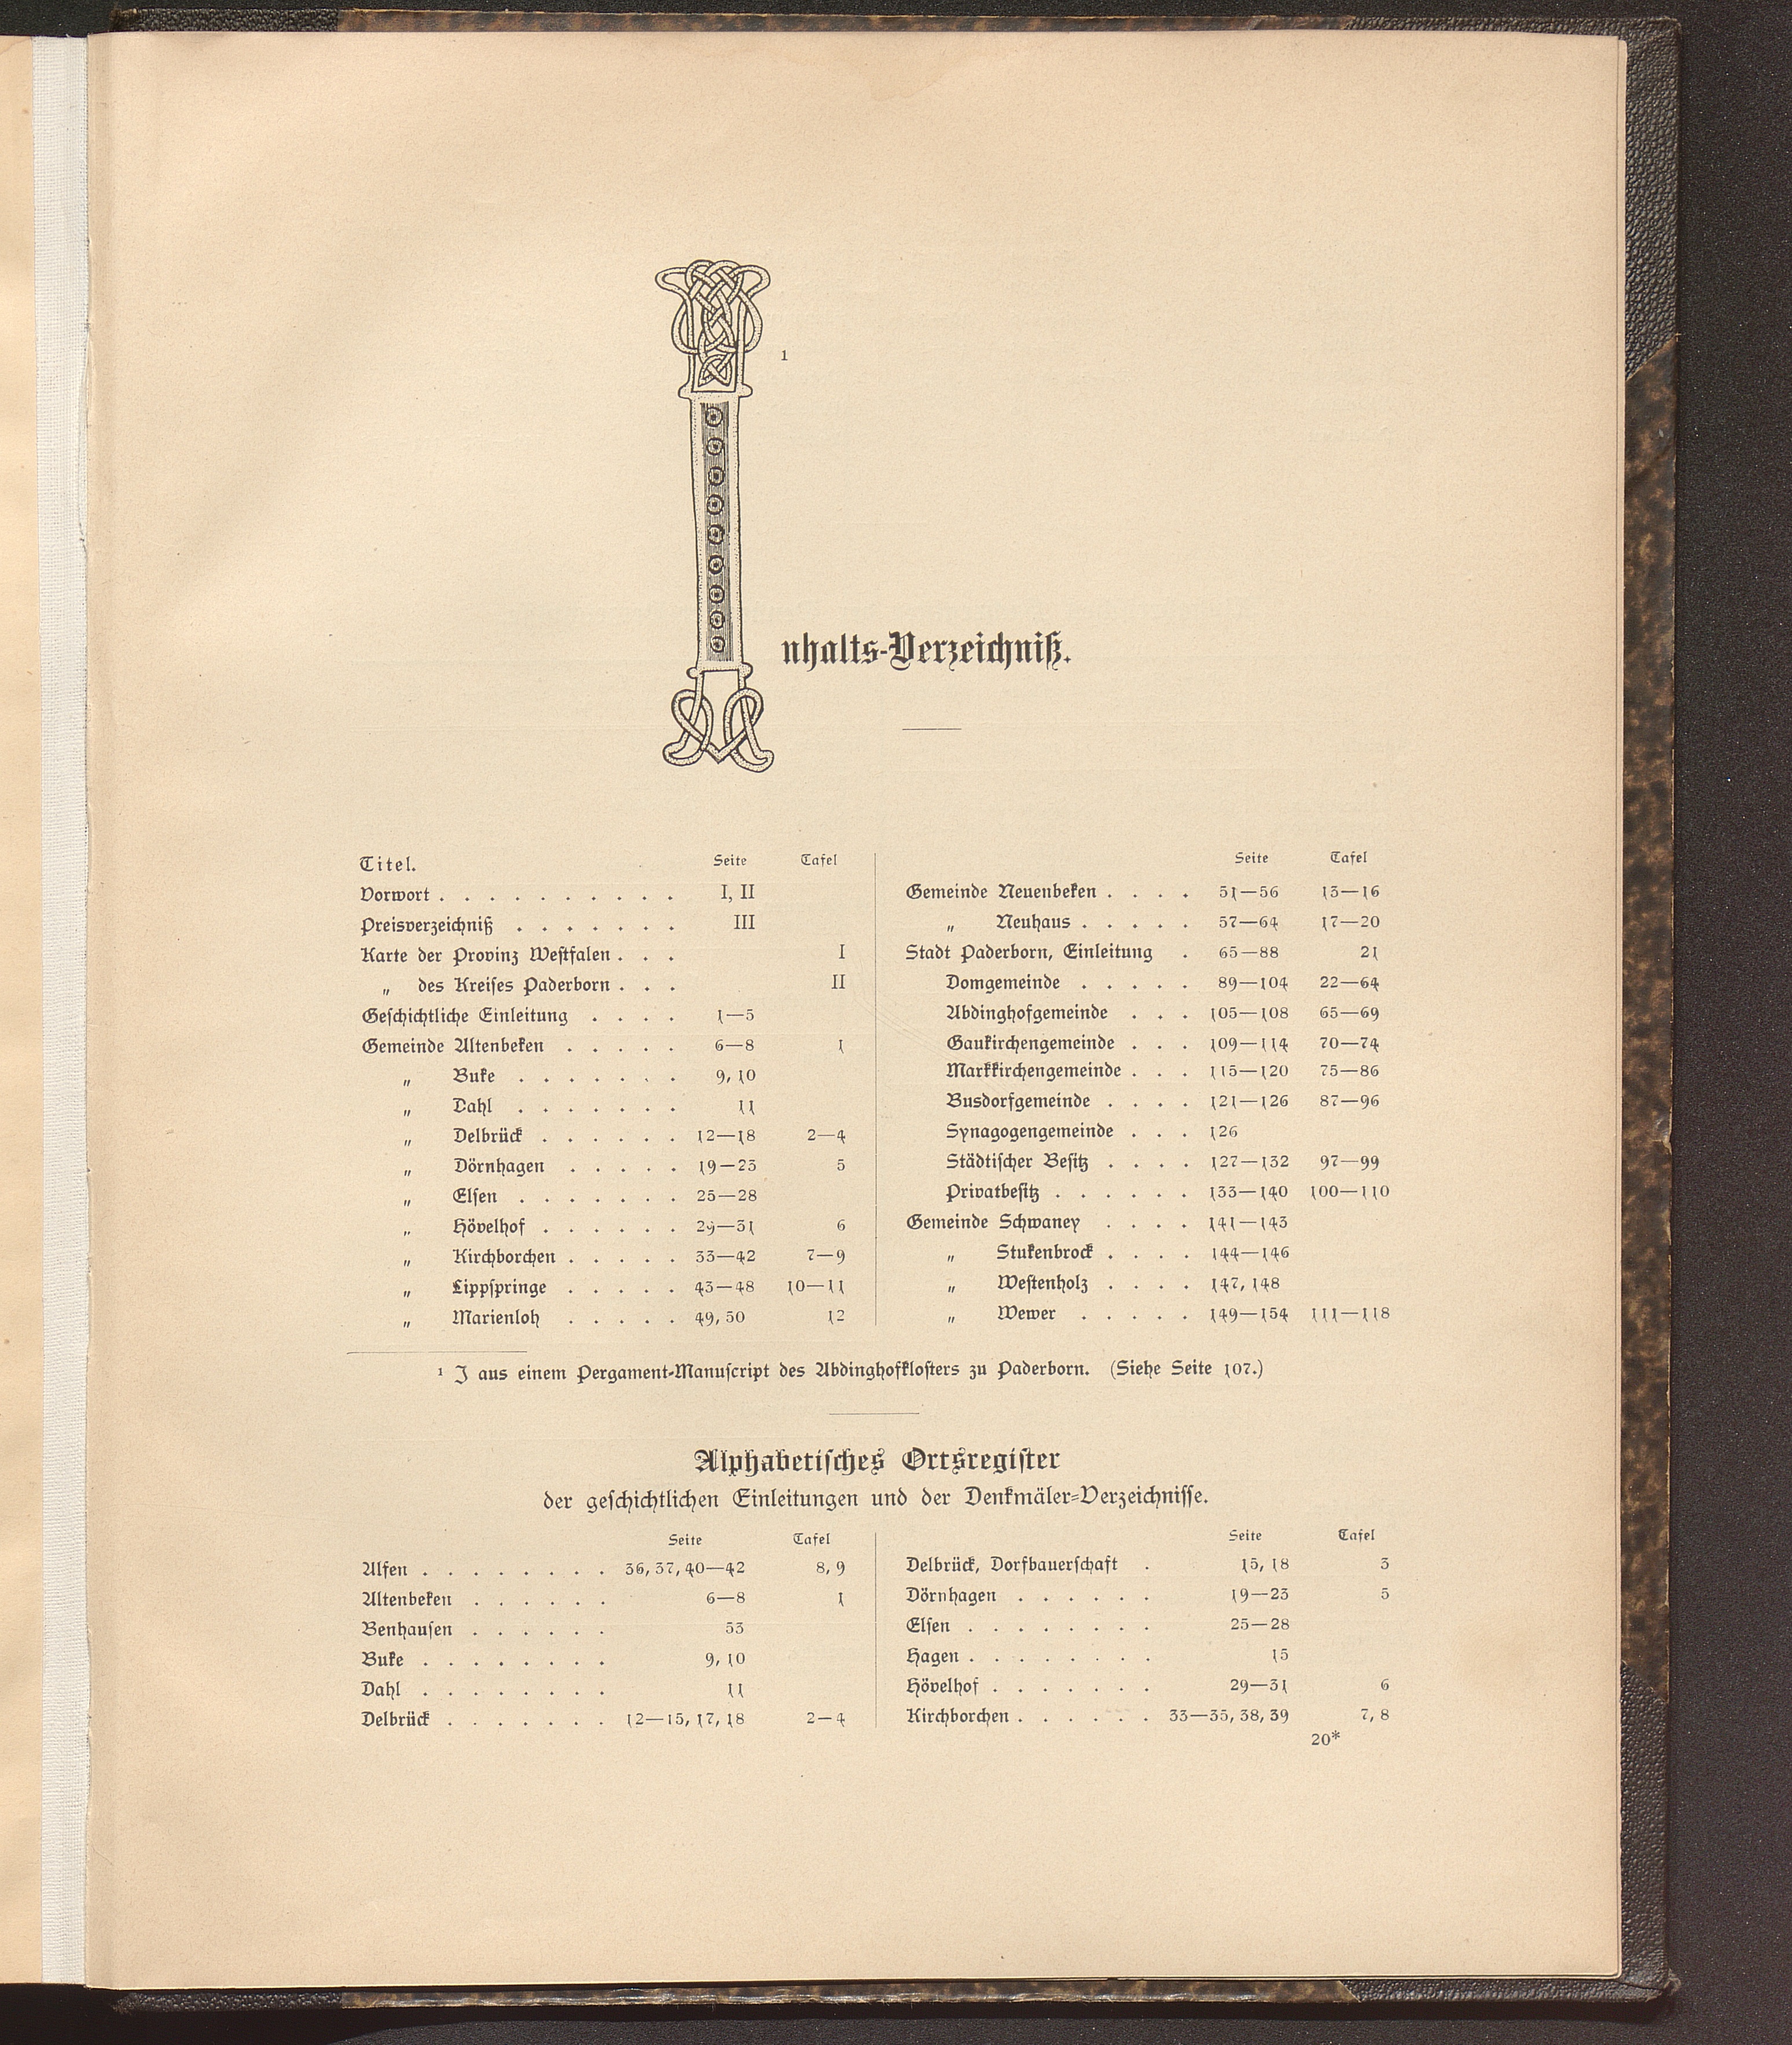 1
Inhalts-Verzeichniß.
Titel. Seite Tafel
Vorwort . . . . . . . . . . I, II
Preisverzeichniß . . . . . . . III
Karte der Provinz Westfalen . . . I
„ des Kreises Paderborn . . . II
Geschichtliche Einleitung . . . . 1—5
Gemeinde Altenbeken . . . . . 6—8 1
„ Buke . . . . . . . 9, 10
„ Dahl . . . . . . . 11
„ Delbrück . . . . . . 12—18 2—4
„ Dörnhagen . . . . . 19—23 5
„ Elsen . . . . . . . 25—28
„ Hövelhof . . . . . . 29—31 6
„ Kirchborchen . . . . . 33—42 7—9
„ Lippspringe . . . . . 43—48 10—11
„ Marienloh . . . . . 49, 50 12
Seite Tafel
Gemeinde Neuenbeken . . . . 51—56 13—16
„ Neuhaus . . . . . 57—64 17—20
Stadt Paderborn, Einleitung . 65—88 21
Domgemeinde . . . . . 89—104 22—64
Abdinghofgemeinde . . . 105—108 65—69
Gaukirchengemeinde . . . 109—114 70—74
Markkirchengemeinde . . . 115—120 75—86
Busdorfgemeinde . . . . 121—126 87—96
Synagogengemeinde . . . 126
Städtischer Besitz . . . . 127—132 97—99
Privatbesitz . . . . . . 133—140 100—110
Gemeinde Schwaney . . . . 141—143
„ Stukenbrock . . . . 144—146
„ Westenholz . . . . 147, 148
„ Wewer . . . . . 149—154 111—118
¹ J aus einem Pergament-Manuscript des Abdinghofklosters zu Paderborn. (Siehe Seite 107.)
Alphabetisches Ortsregister
der geschichtlichen Einleitungen und der Denkmäler-Verzeichnisse.
Seite Tafel
Alfen . . . . . . . . 36, 37, 40—42 8, 9
Altenbeken . . . . . . 6—8 1
Benhausen . . . . . . 53
Buke . . . . . . . . 9, 10
Dahl . . . . . . . . 11
Delbrück . . . . . . . 12—15, 17, 18 2—4
Seite Tafel
Delbrück, Dorfbauerschaft . 15, 18 3
Dörnhagen . . . . . . 19—23 5
Elsen . . . . . . . . 25—28
Hagen . . . . . . . . 15
Hövelhof . . . . . . . 29—31 6
Kirchborchen . . . . . . 33—35, 38, 39 7, 8
20*